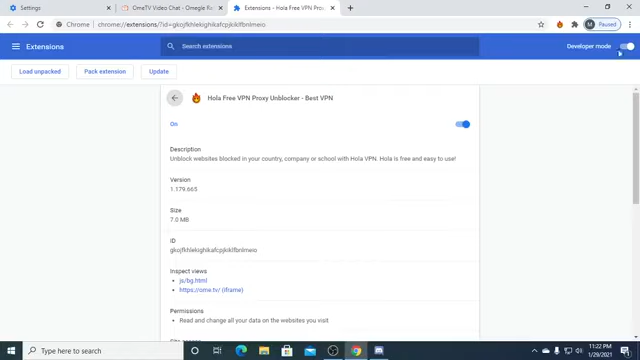 Settings
OmeTV Video Chat - Omegle R
Extensions - Hola Free VPN Pro
Chrome | chrome://extensions/?id=gkojfkhlekighikafcpjkiklfbnlmeio
Paused
Extensions
Search extensions
Developer mode
Load unpacked
Pack extension
Update
Hola Free VPN Proxy Unblocker - Best VPN
On
Description
Unblock websites blocked in your country, company or school with Hola VPN. Hola is free and easy to use!
Version
1.179.665
Size
7.0 MB
ID
gkojfkhlekighikafcpjkiklfbnlmeio
Inspect views
js/bg.html
https://ome.tv/ (iframe)
Permissions
Read and change all your data on the websites you visit
Type here to search
11:22 PM
1/29/2021